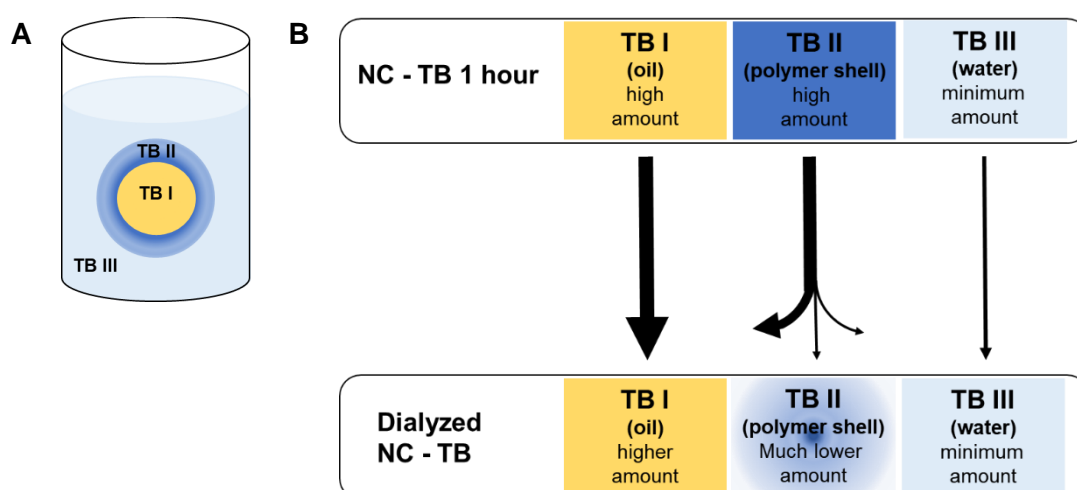 A
TB II
TB I
TB III
B
NC - TB 1 hour
TB I
(oil)
high
amount
TB II
(polymer shell)
high
amount
TB III
(water)
minimum
amount
Dialyzed
NC - TB
TB I
(oil)
higher
amount
TB II
(polymer shell)
Much lower
amount
TB III
(water)
minimum
amount